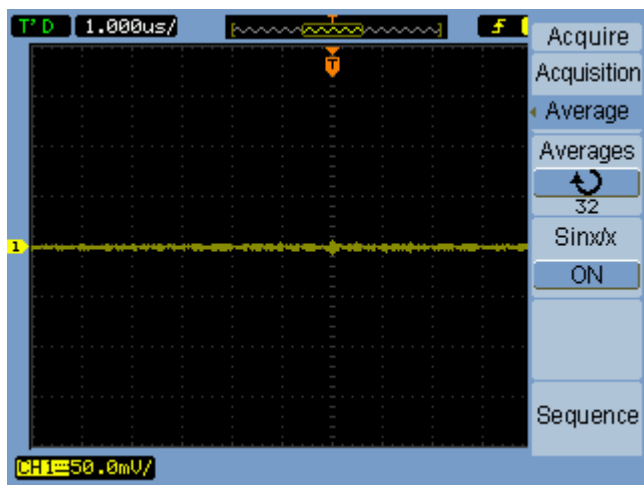 T'D 1.000us/
T
T
1
Acquire
Acquisition
Average
Averages
32
Sinx/x
ON
Sequence
CH1 50.0mV/